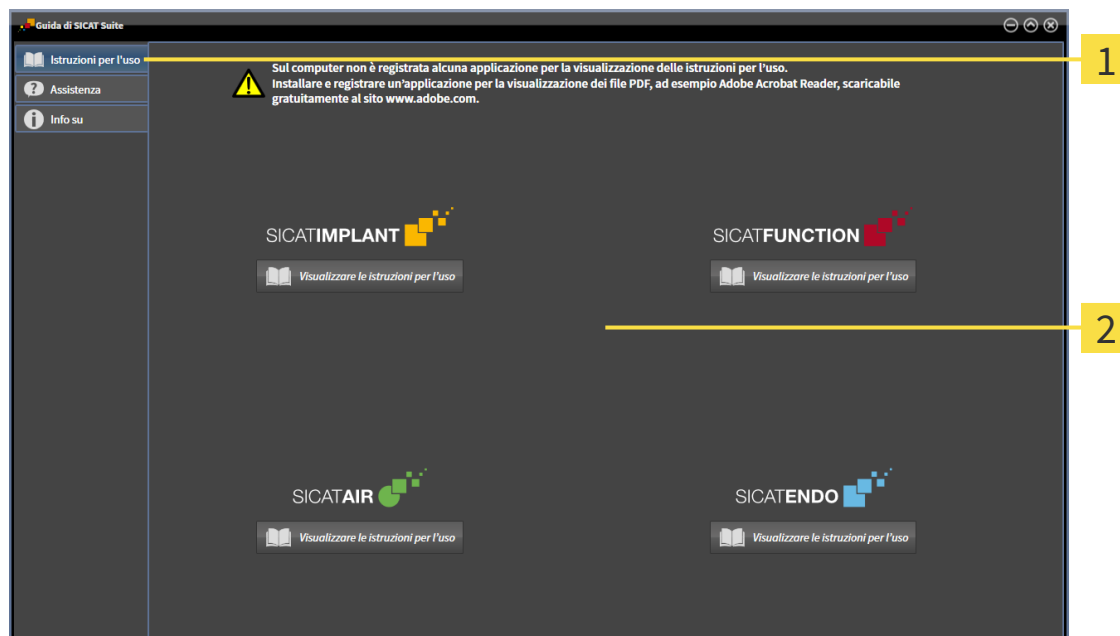 Guida di SICAT Suite
Istruzioni per l'uso
Assistenza
Info su
Sul computer non è registrata alcuna applicazione per la visualizzazione delle istruzioni per l'uso.
Installare e registrare un'applicazione per la visualizzazione dei file PDF, ad esempio Adobe Acrobat Reader, scaricabile
gratuitamente al sito www.adobe.com.
1
SICATIMPLANT
SICATFUNCTION
Visualizzare le istruzioni per l'uso
Visualizzare le istruzioni per l'uso
2
SICATAIR
SICATENDO
Visualizzare le istruzioni per l'uso
Visualizzare le istruzioni per l'uso